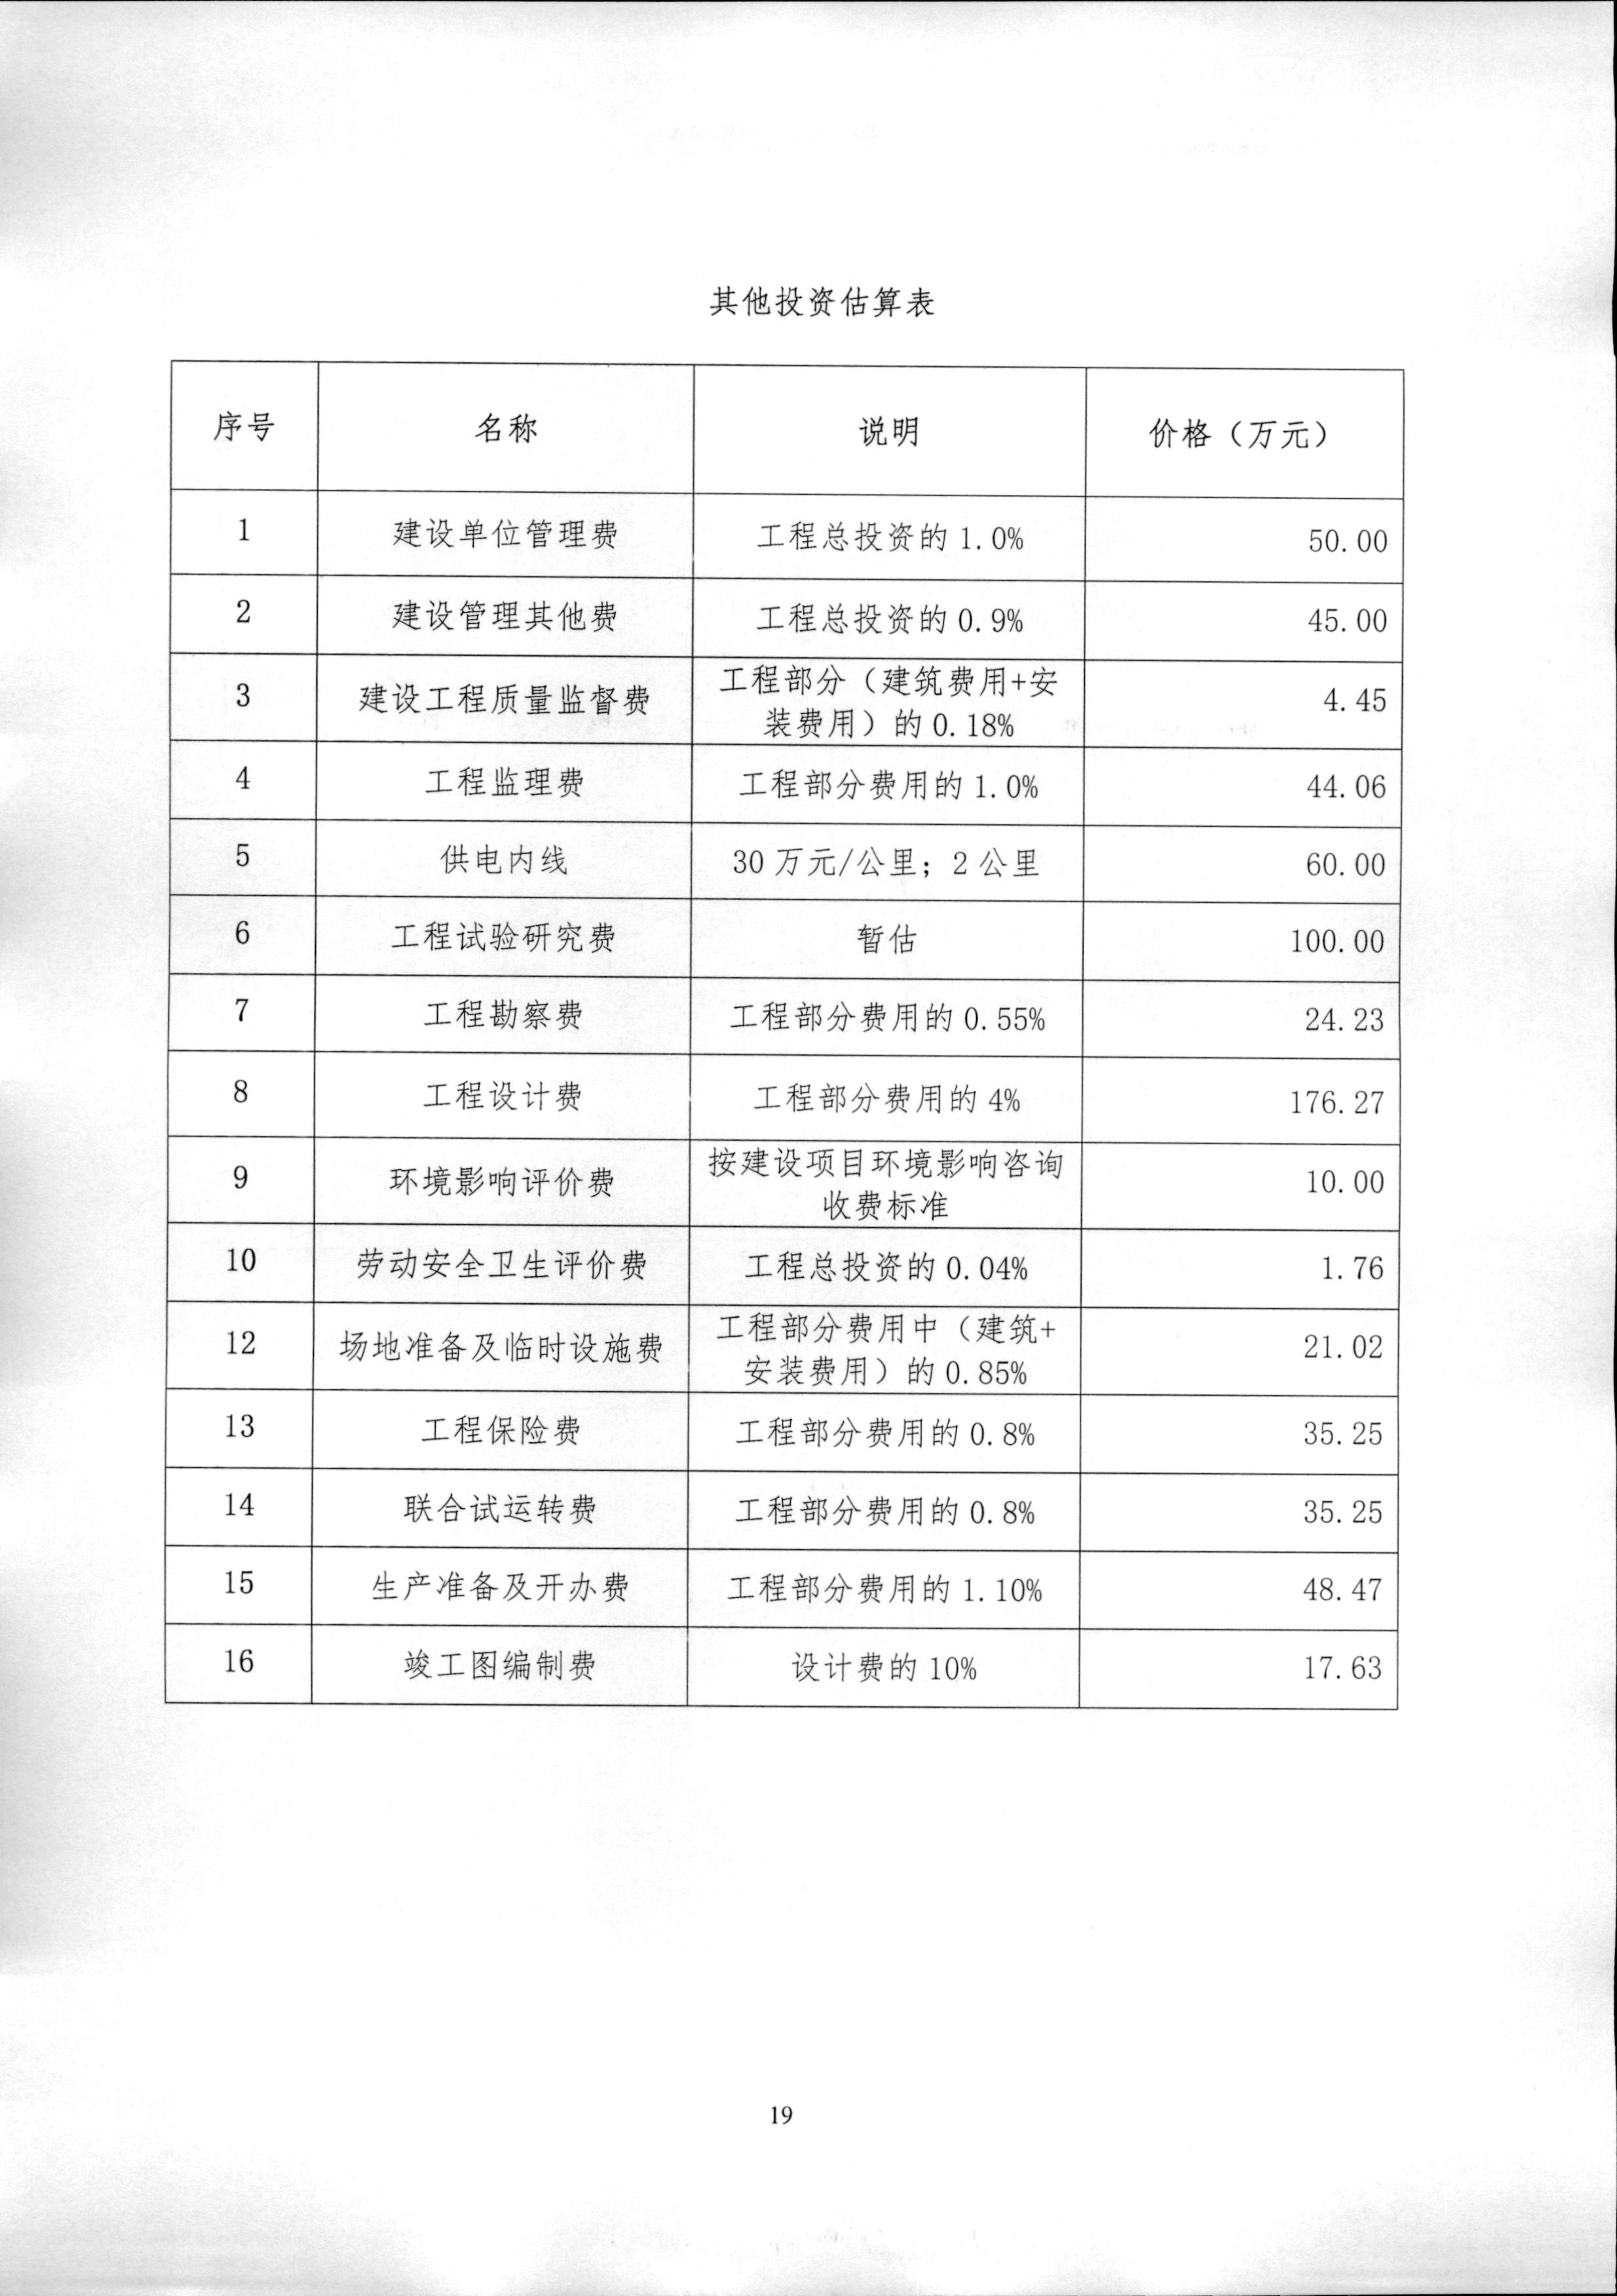 其他投资估算表
序号 名称 说明 价格（万元）
1 建设单位管理费 工程总投资的 1.0% 50.00
2 建设管理其他费 工程总投资的 0.9% 45.00
3 建设工程质量监督费 工程部分（建筑费用+安
装费用）的 0.18% 4.45
4 工程监理费 工程部分费用的 1.0% 44.06
5 供电内线 30 万元/公里；2 公里 60.00
6 工程试验研究费 暂估 100.00
7 工程勘察费 工程部分费用的 0.55% 24.23
8 工程设计费 工程部分费用的 4% 176.27
9 环境影响评价费 按建设项目环境影响咨询
收费标准 10.00
10 劳动安全卫生评价费 工程总投资的 0.04% 1.76
12 场地准备及临时设施费 工程部分费用中（建筑+
安装费用）的 0.85% 21.02
13 工程保险费 工程部分费用的 0.8% 35.25
14 联合试运转费 工程部分费用的 0.8% 35.25
15 生产准备及开办费 工程部分费用的 1.10% 48.47
16 竣工图编制费 设计费的 10% 17.63
19